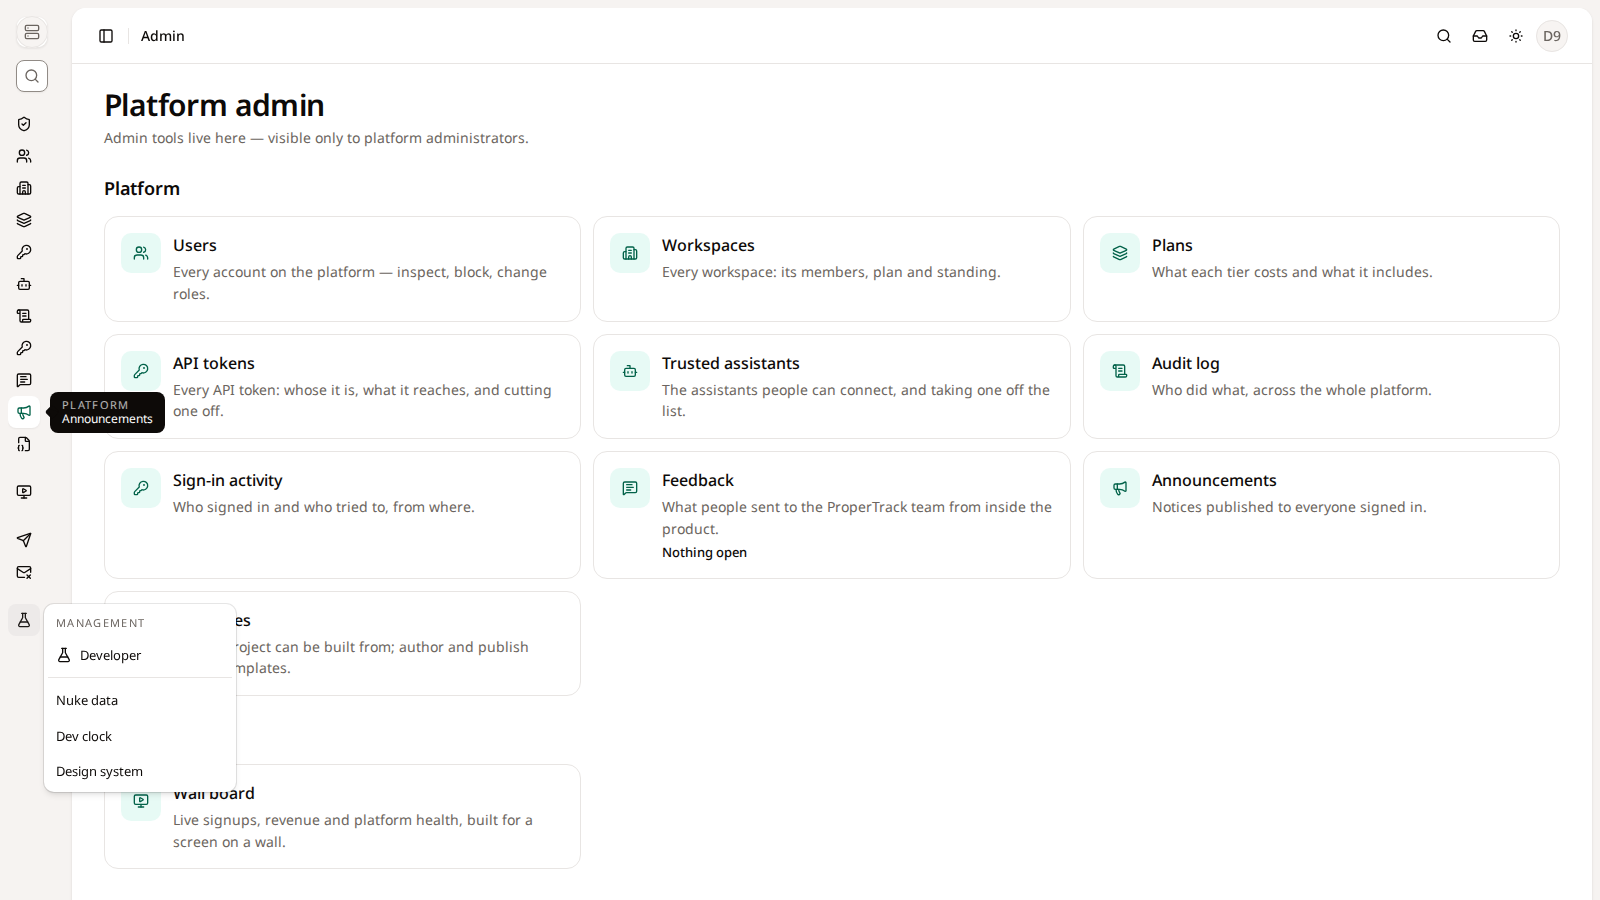 Admin
D9
Platform admin
Admin tools live here — visible only to platform administrators.
Platform
Users
Every account on the platform — inspect, block, change
roles.
Workspaces
Every workspace: its members, plan and standing.
Plans
What each tier costs and what it includes.
API tokens
Every API token: whose it is, what it reaches, and cutting
one off.
Trusted assistants
The assistants people can connect, and taking one off the
list.
Audit log
Who did what, across the whole platform.
PLATFORM
Announcements
Sign-in activity
Who signed in and who tried to, from where.
Feedback
What people sent to the ProperTrack team from inside the
product.
Nothing open
Announcements
Notices published to everyone signed in.
can be built from; author and publish
MANAGEMENT
Developer
Nuke data
Dev clock
Design system
Wall board
Live signups, revenue and platform health, built for a
screen on a wall.